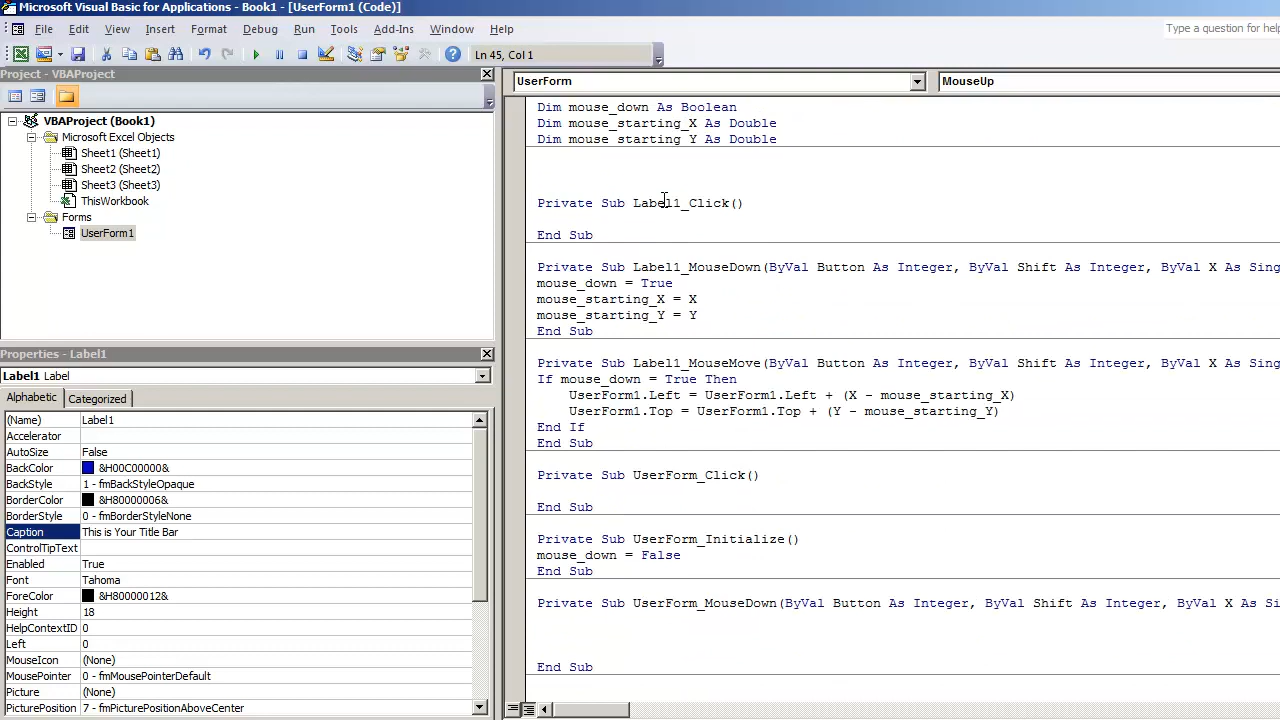 Microsoft Visual Basic for Applications - Book1 - [UserForm1 (Code)]
File Edit View Insert Format Debug Run Tools Add-Ins Window Help
Type a question for help
Ln 45, Col 1
Project - VBAProject
VBAProject (Book1)
Microsoft Excel Objects
Sheet1 (Sheet1)
Sheet2 (Sheet2)
Sheet3 (Sheet3)
ThisWorkbook
Forms
UserForm1
Properties - Label1
Label1 Label
Alphabetic Categorized
(Name) Label1
Accelerator
AutoSize False
BackColor &H00C00000&
BackStyle 1 - fmBackStyleOpaque
BorderColor &H80000006&
BorderStyle 0 - fmBorderStyleNone
Caption This is Your Title Bar
ControlTipText
Enabled True
Font Tahoma
ForeColor &H80000012&
Height 18
HelpContextID 0
Left 0
MouseIcon (None)
MousePointer 0 - fmMousePointerDefault
Picture (None)
PicturePosition 7 - fmPicturePositionAboveCenter
UserForm MouseUp
Dim mouse_down As Boolean
Dim mouse_starting_X As Double
Dim mouse_starting_Y As Double
Private Sub Label1_Click()
End Sub
Private Sub Label1_MouseDown(ByVal Button As Integer, ByVal Shift As Integer, ByVal X As Sing
mouse_down = True
mouse_starting_X = X
mouse_starting_Y = Y
End Sub
Private Sub Label1_MouseMove(ByVal Button As Integer, ByVal Shift As Integer, ByVal X As Sing
If mouse_down = True Then
UserForm1.Left = UserForm1.Left + (X - mouse_starting_X)
UserForm1.Top = UserForm1.Top + (Y - mouse_starting_Y)
End If
End Sub
Private Sub UserForm_Click()
End Sub
Private Sub UserForm_Initialize()
mouse_down = False
End Sub
Private Sub UserForm_MouseDown(ByVal Button As Integer, ByVal Shift As Integer, ByVal X As Si
End Sub